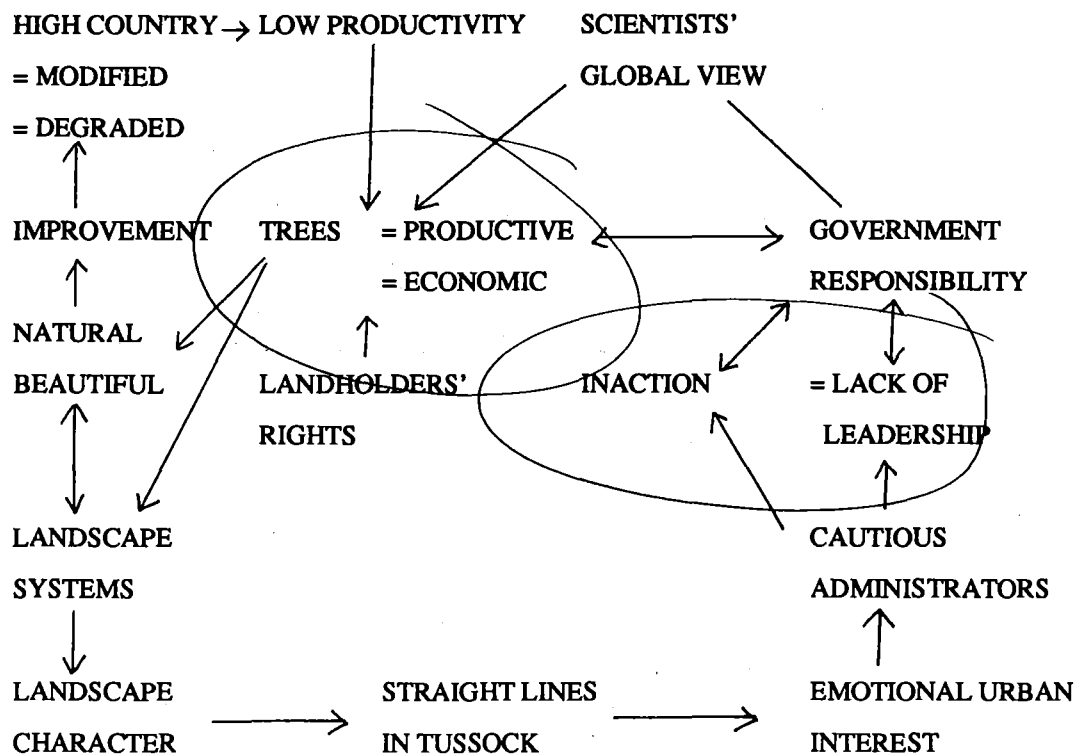 HIGH COUNTRY → LOW PRODUCTIVITY SCIENTISTS'
= MODIFIED GLOBAL VIEW
= DEGRADED
IMPROVEMENT TREES = PRODUCTIVE GOVERNMENT
= ECONOMIC RESPONSIBILITY
NATURAL
BEAUTIFUL LANDHOLDERS' INACTION = LACK OF
RIGHTS LEADERSHIP
LANDSCAPE CAUTIOUS
SYSTEMS ADMINISTRATORS
LANDSCAPE STRAIGHT LINES EMOTIONAL URBAN
CHARACTER IN TUSSOCK INTEREST